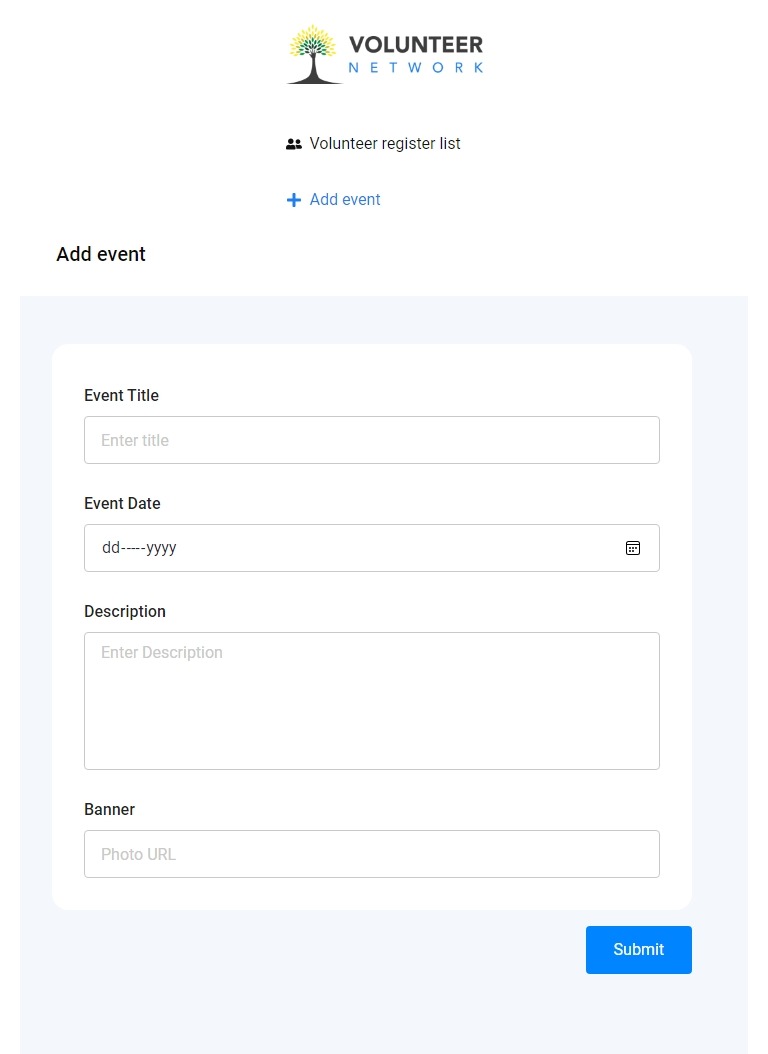 VOLUNTEER
NETWORK
Volunteer register list
Add event
Add event
Event Title
Enter title
Event Date
dd-----yyyy
Description
Enter Description
Banner
Photo URL
Submit